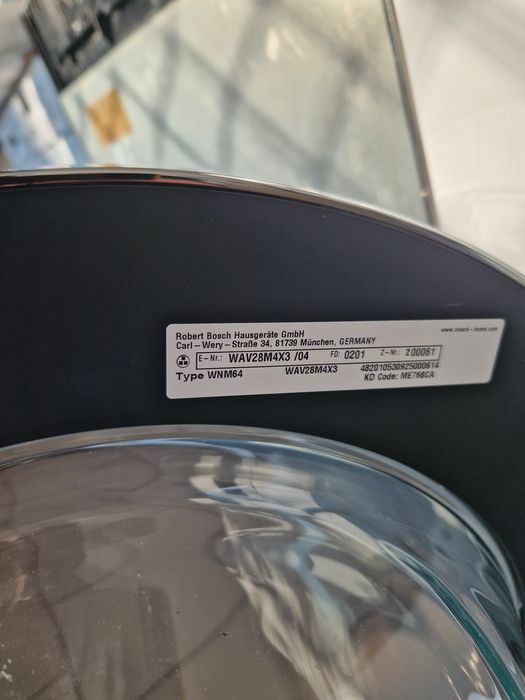 www.bosch-home.com
Robert Bosch Hausgeräte GmbH
Carl-Wery-Straße 34, 81739 München, GERMANY
E-Nr.: WAV28M4X3 /04 FD: 0201 Z-Nr.: 200061
Type WNM64 WAV28M4X3 482010530925000614
KD Code: ME768CA